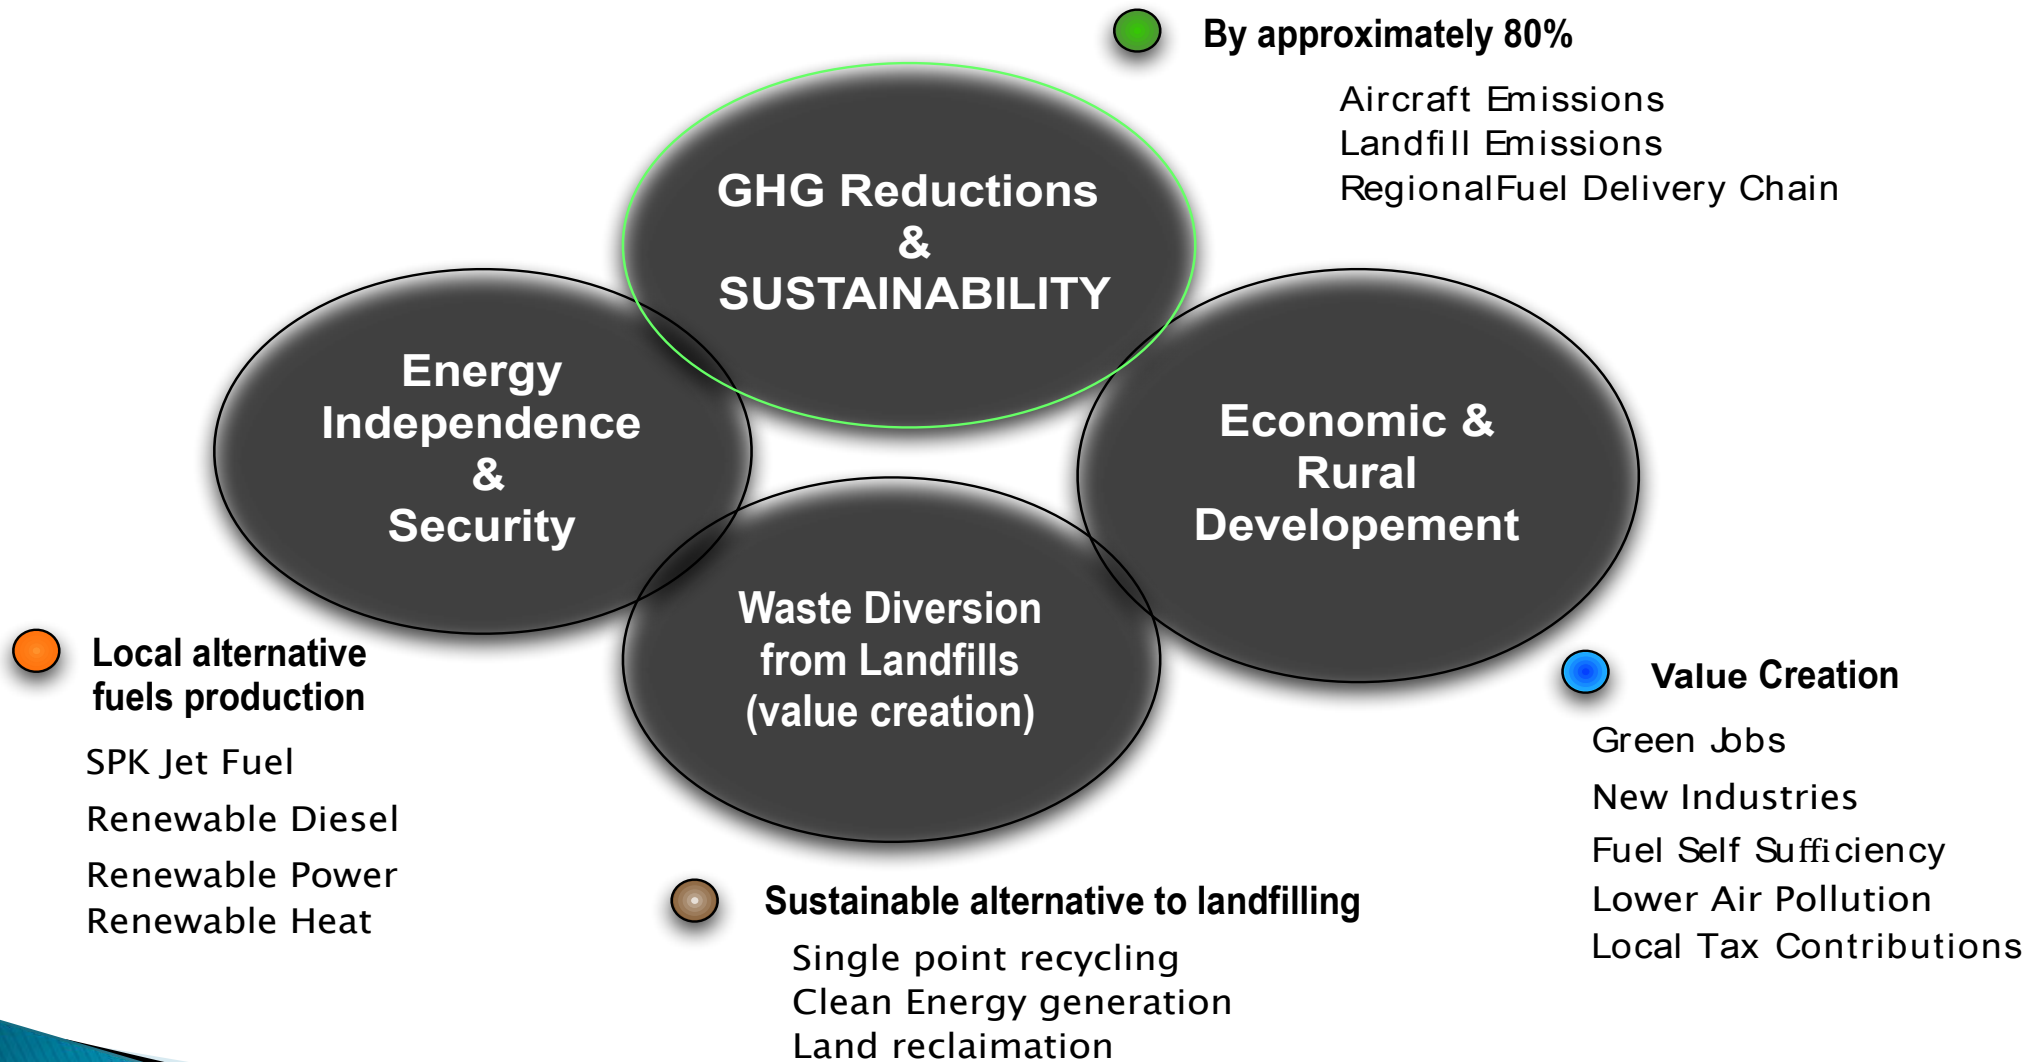 By approximately 80%
Aircraft Emissions
Landfill Emissions
RegionalFuel Delivery Chain
GHG Reductions
&
SUSTAINABILITY
Energy
Independence
&
Security
Economic &
Rural
Developement
Waste Diversion
from Landfills
(value creation)
Local alternative
fuels production
SPK Jet Fuel
Renewable Diesel
Renewable Power
Renewable Heat
Sustainable alternative to landfilling
Single point recycling
Clean Energy generation
Land reclaimation
Value Creation
Green Jobs
New Industries
Fuel Self Sufficiency
Lower Air Pollution
Local Tax Contributions